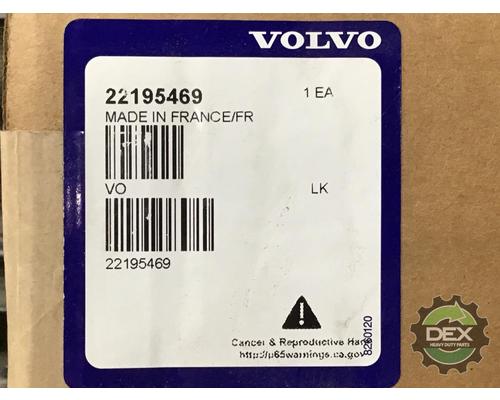 VOLVO
22195469 1 EA
MADE IN FRANCE/FR
VO LK
22195469
Cancer & Reproductive Harm
http://p65warnings.ca.gov
8260120
DEX
HEAVY DUTY PARTS